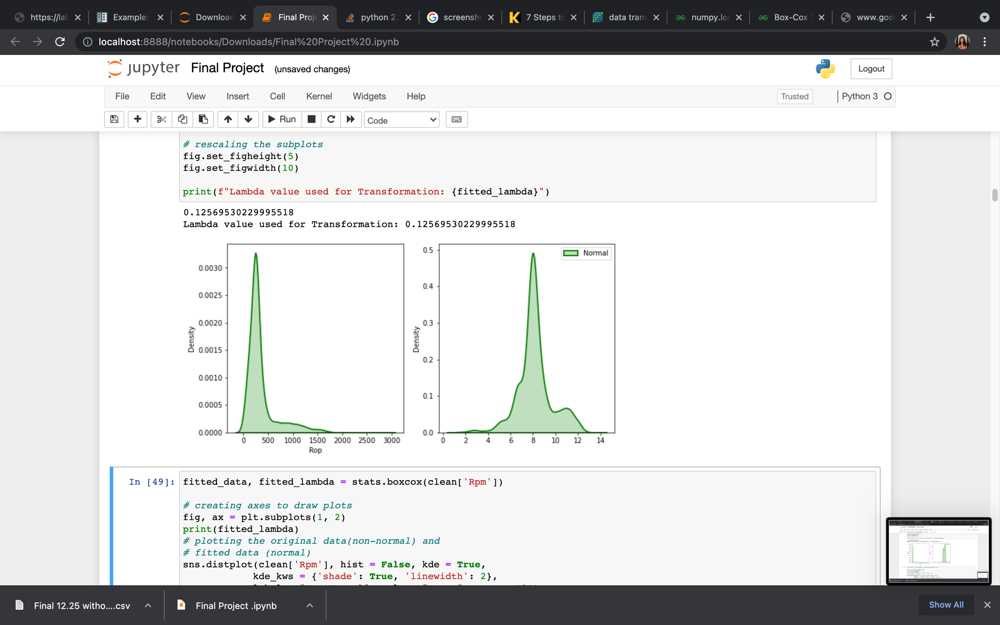 https://lab
Example:
Download
Final Proje
python 2.
screensho
7 Steps to
data trans
numpy.log
Box-Cox T
www.goo
localhost:8888/notebooks/Downloads/Final%20Project%20.ipynb
jupyter Final Project (unsaved changes)
Logout
File Edit View Insert Cell Kernel Widgets Help
Trusted
Python 3
Run
Code
# rescaling the subplots
fig.set_figheight(5)
fig.set_figwidth(10)
print(f"Lambda value used for Transformation: {fitted_lambda}")
0.12569530229995518
Lambda value used for Transformation: 0.12569530229995518
0.0030
0.0025
0.0020
0.0015
0.0010
0.0005
0.0000
Density
0 500 1000 1500 2000 2500 3000
Rop
Normal
0.5
0.4
0.3
0.2
0.1
0.0
Density
0 2 4 6 8 10 12 14
In [49]:
fitted_data, fitted_lambda = stats.boxcox(clean['Rpm'])
# creating axes to draw plots
fig, ax = plt.subplots(1, 2)
print(fitted_lambda)
# plotting the original data(non-normal) and
# fitted data (normal)
sns.distplot(clean['Rpm'], hist = False, kde = True,
kde_kws = {'shade': True, 'linewidth': 2},
Final 12.25 witho....csv
Final Project .ipynb
Show All